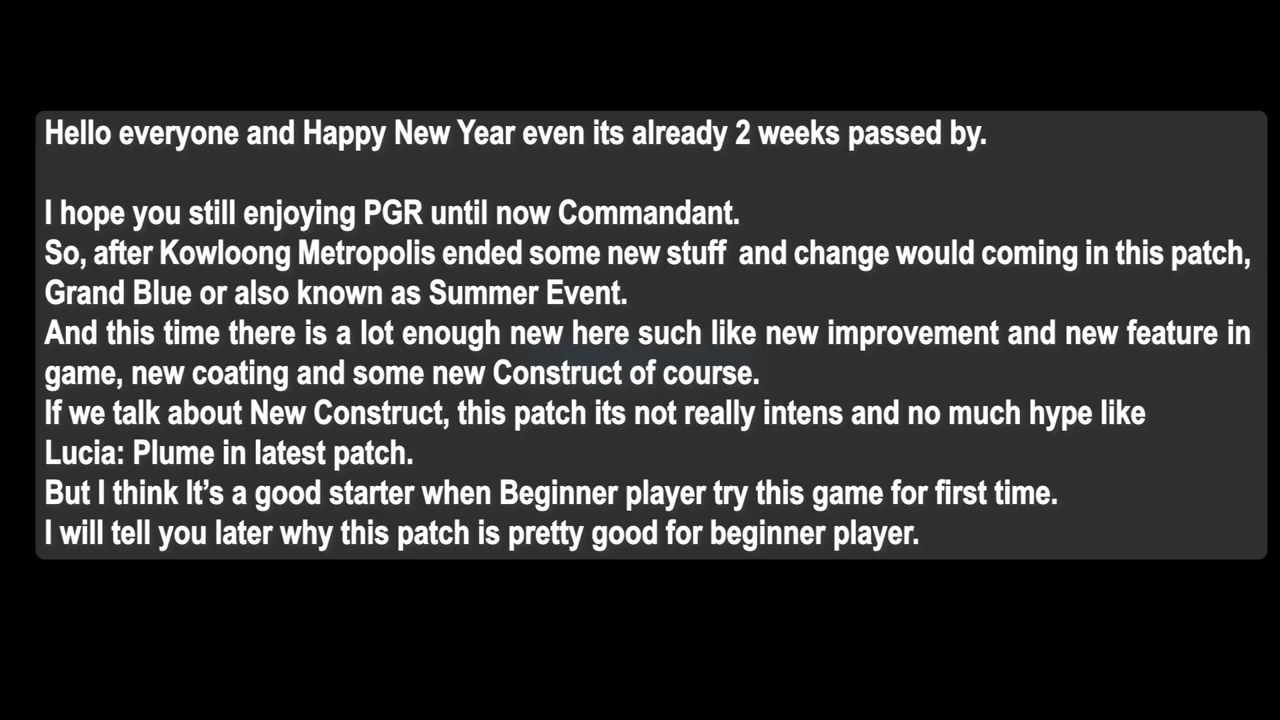 Hello everyone and Happy New Year even its already 2 weeks passed by.
I hope you still enjoying PGR until now Commandant.
So, after Kowloong Metropolis ended some new stuff and change would coming in this patch,
Grand Blue or also known as Summer Event.
And this time there is a lot enough new here such like new improvement and new feature in
game, new coating and some new Construct of course.
If we talk about New Construct, this patch its not really intens and no much hype like
Lucia: Plume in latest patch.
But I think It’s a good starter when Beginner player try this game for first time.
I will tell you later why this patch is pretty good for beginner player.